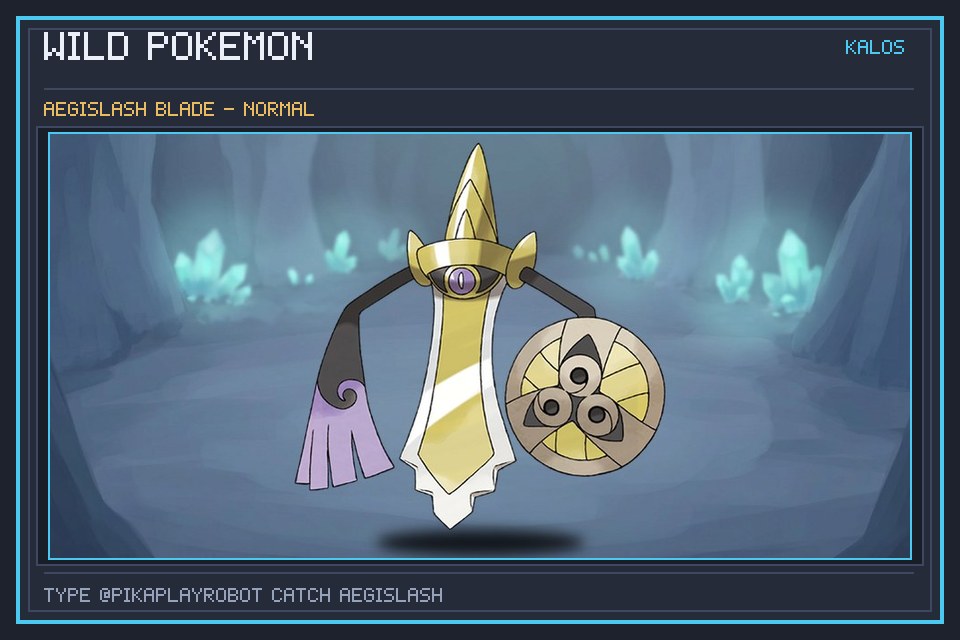 WILD POKEMON
KALOS
AEGISLASH BLADE - NORMAL
TYPE @PIKAPLAYROBOT CATCH AEGISLASH